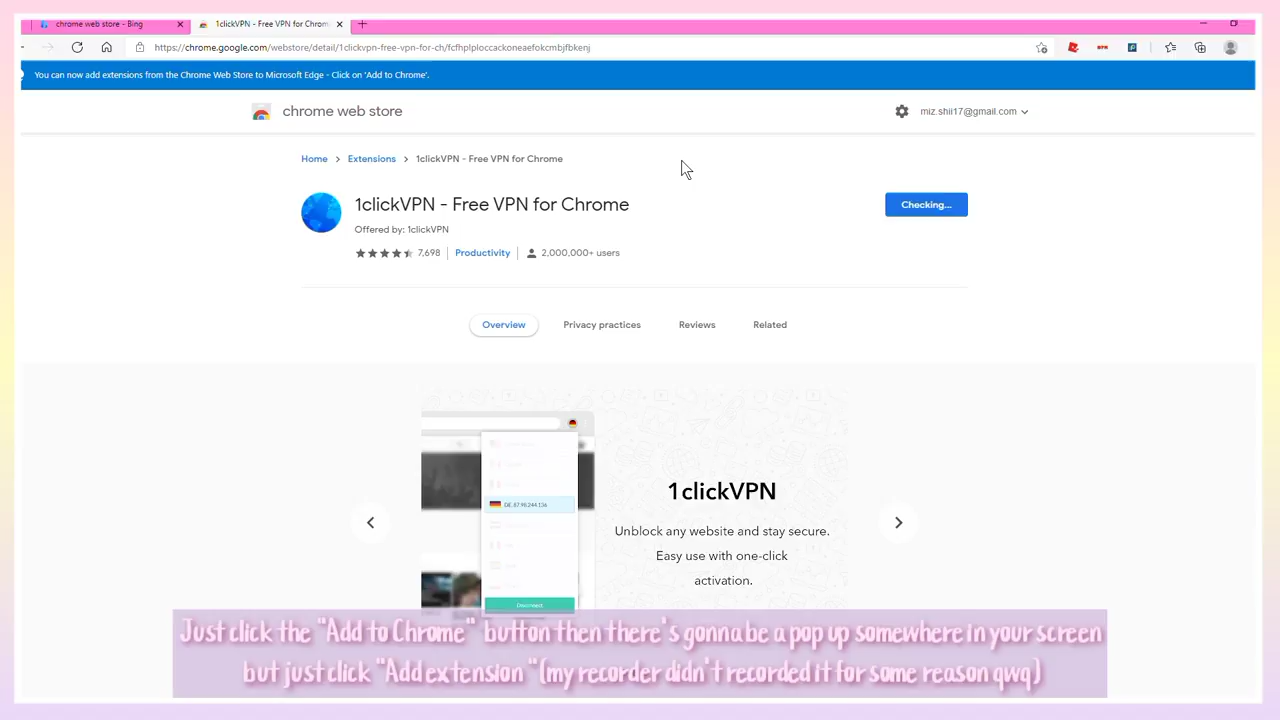 chrome web store - Bing
1clickVPN - Free VPN for Chrom
https://chrome.google.com/webstore/detail/1clickvpn-free-vpn-for-ch/fcfhplploccackoneaefokcmbjfbkenj
You can now add extensions from the Chrome Web Store to Microsoft Edge - Click on 'Add to Chrome'.
chrome web store
miz.shii17@gmail.com
Home > Extensions > 1clickVPN - Free VPN for Chrome
1clickVPN - Free VPN for Chrome
Checking...
Offered by: 1clickVPN
7,698 Productivity 2,000,000+ users
Overview Privacy practices Reviews Related
1clickVPN
Unblock any website and stay secure.
Easy use with one-click
activation.
Disconnect
Just click the "Add to Chrome" button then there's gonna be a pop up somewhere in your screen
but just click "Add extension "(my recorder didn't recorded it for some reason qwq)